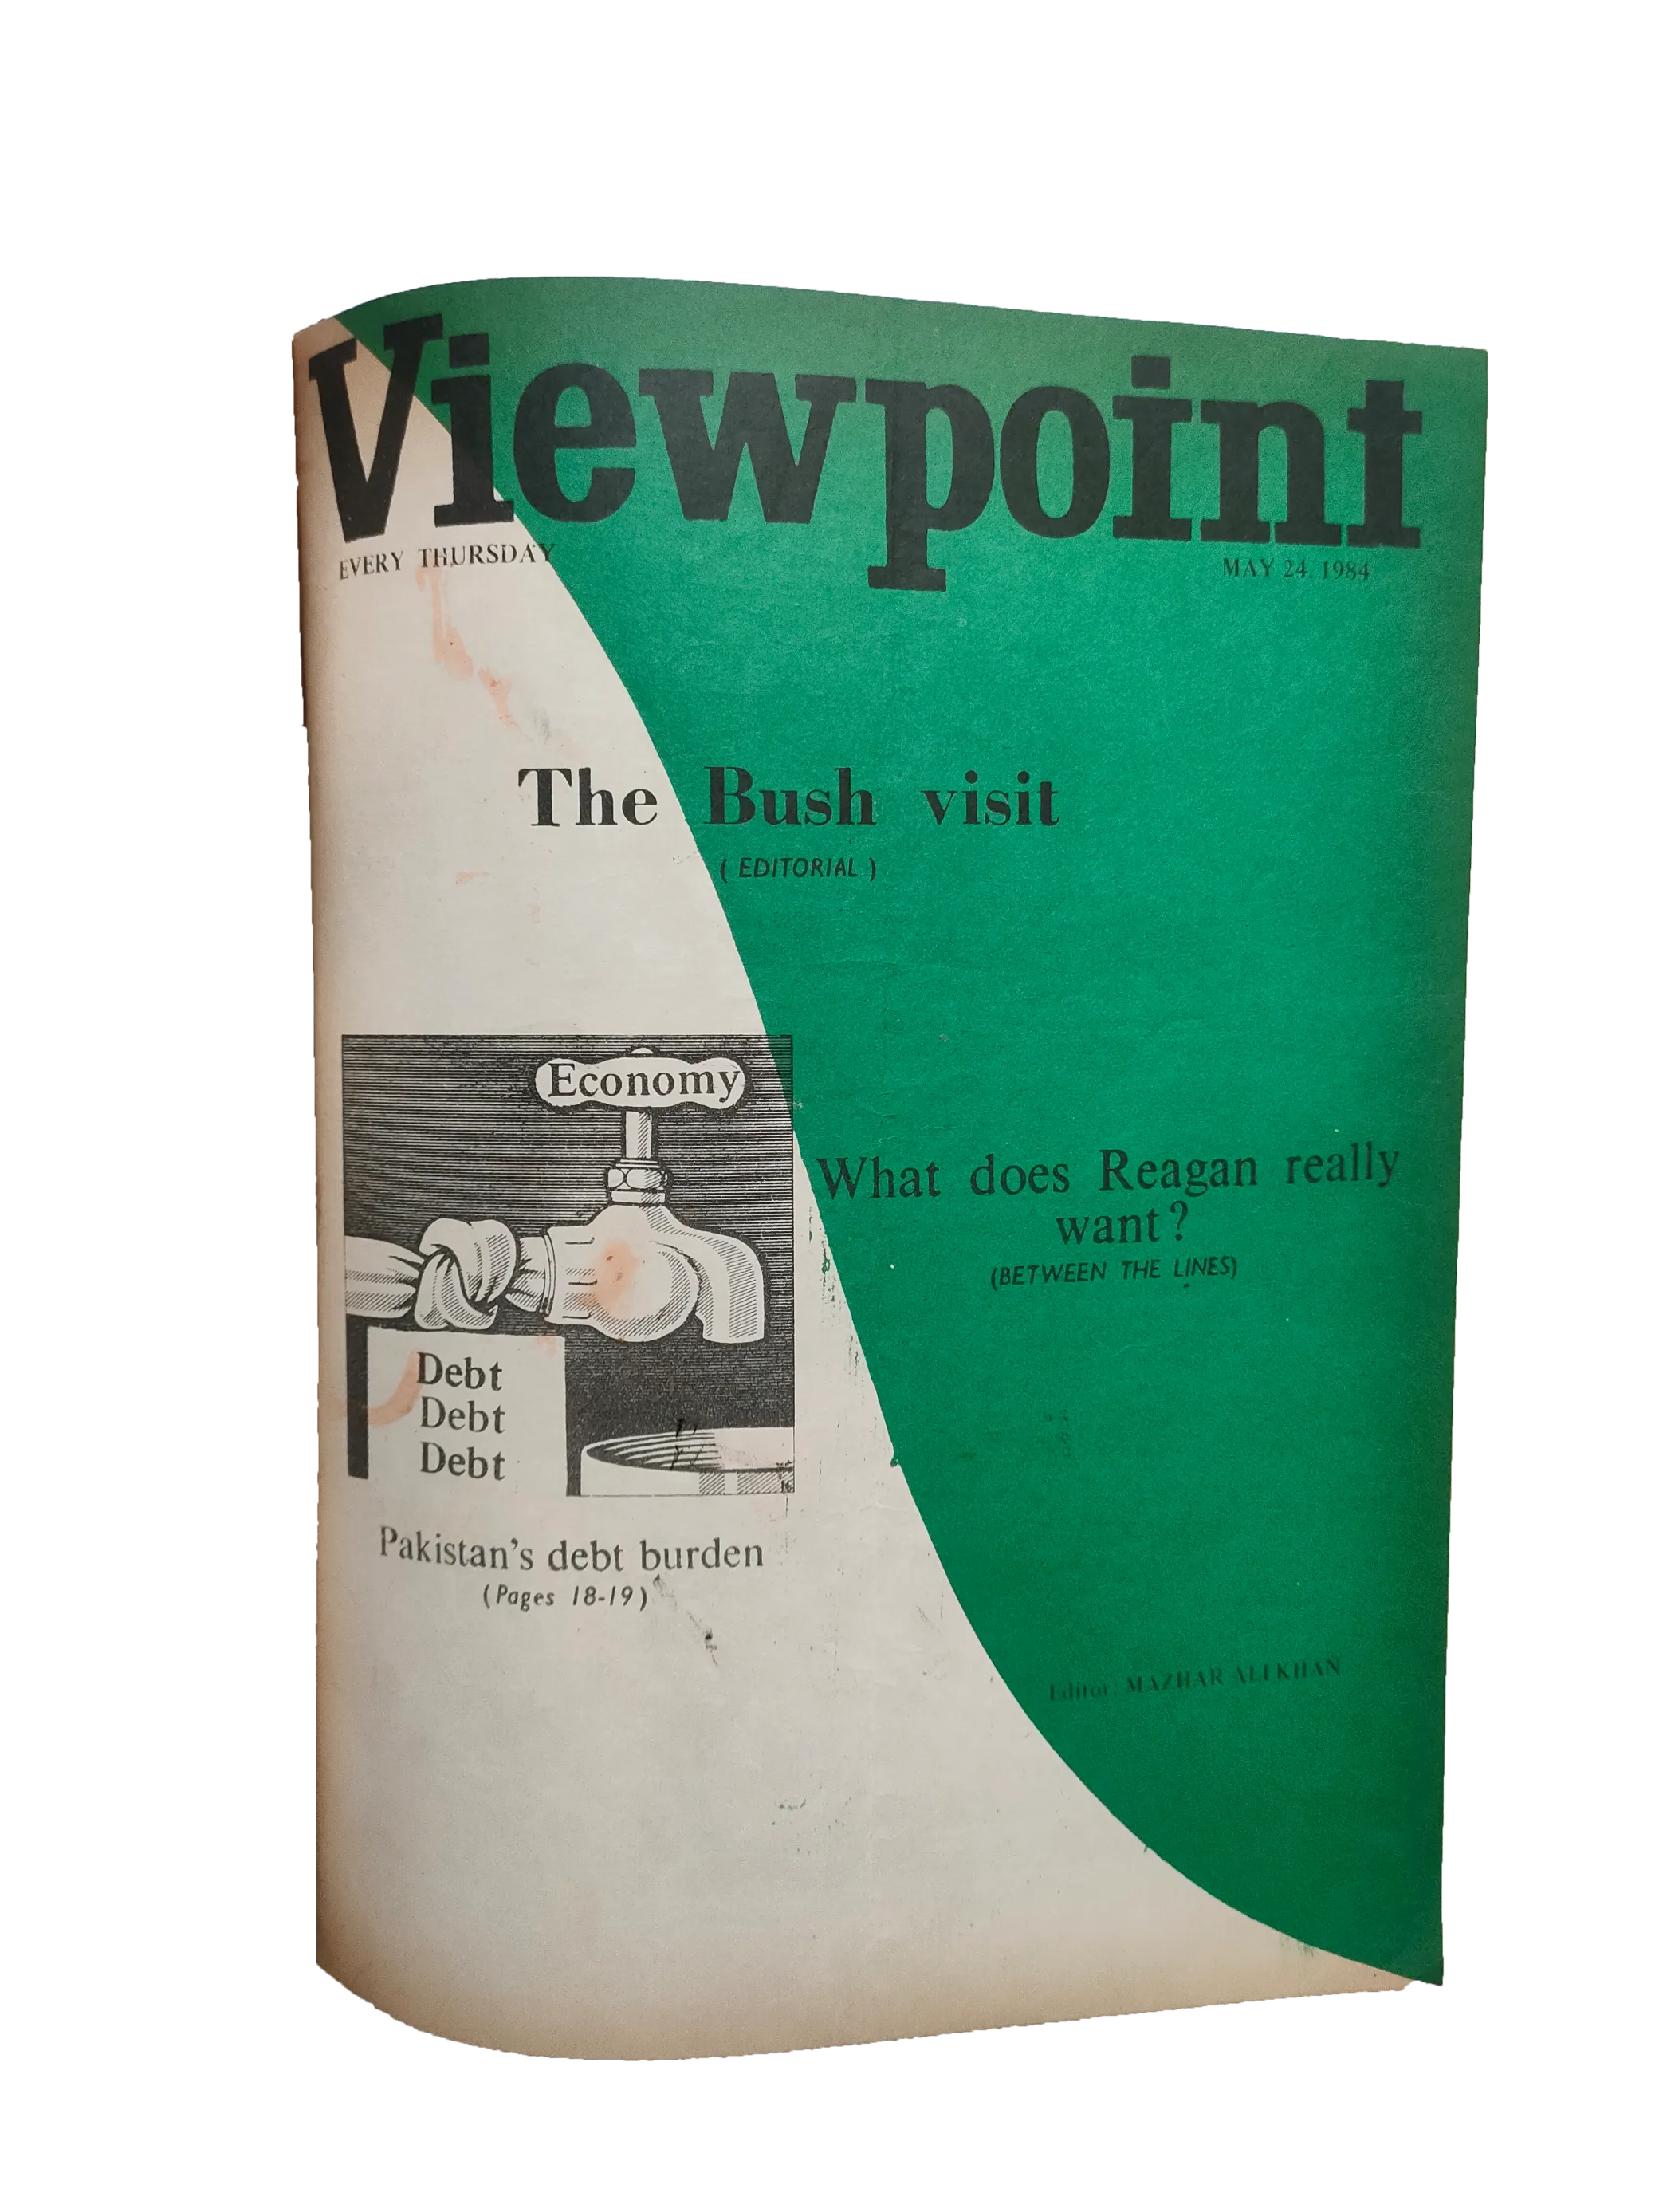 Viewpoint
EVERY THURSDAY
MAY 24, 1984
The Bush visit
( EDITORIAL )
Economy
Debt
Debt
Debt
Pakistan's debt burden
(Pages 18-19)
What does Reagan really
want?
(BETWEEN THE LINES)
Editor: MAZHAR ALI KHAN